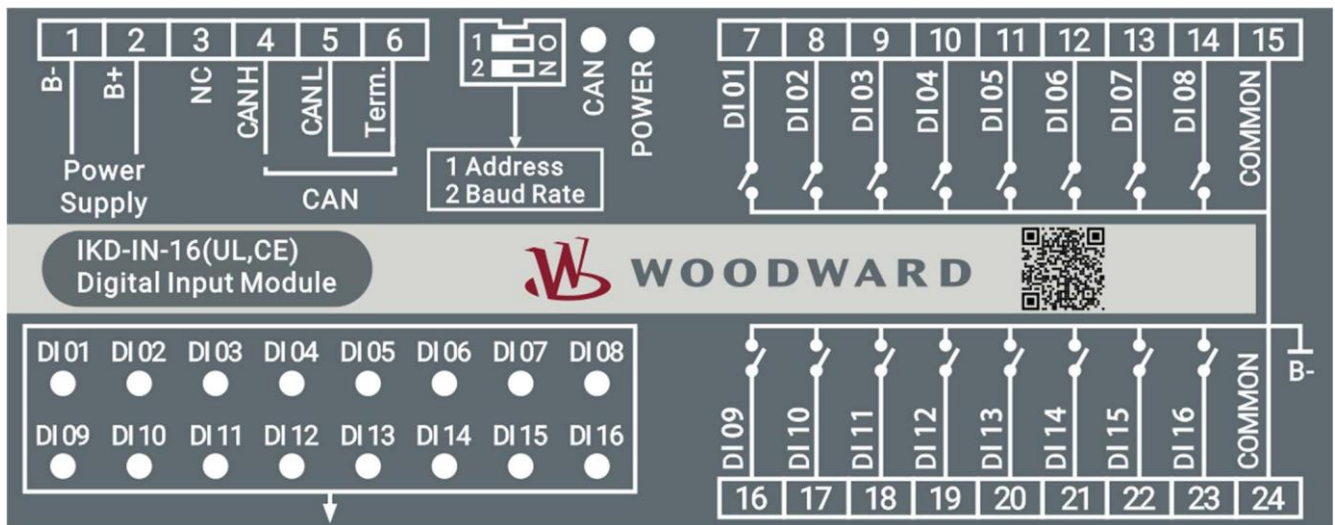 1 2 3 4 5 6
B- B+ NC CAN H CAN L Term.
Power
Supply
CAN
1 O
2 N
CAN POWER
1 Address
2 Baud Rate
7 8 9 10 11 12 13 14 15
DI 01 DI 02 DI 03 DI 04 DI 05 DI 06 DI 07 DI 08 COMMON
IKD-IN-16(UL,CE)
Digital Input Module
WOODWARD
DI 01 DI 02 DI 03 DI 04 DI 05 DI 06 DI 07 DI 08
DI 09 DI 10 DI 11 DI 12 DI 13 DI 14 DI 15 DI 16
B-
DI 09 DI 10 DI 11 DI 12 DI 13 DI 14 DI 15 DI 16 COMMON
16 17 18 19 20 21 22 23 24